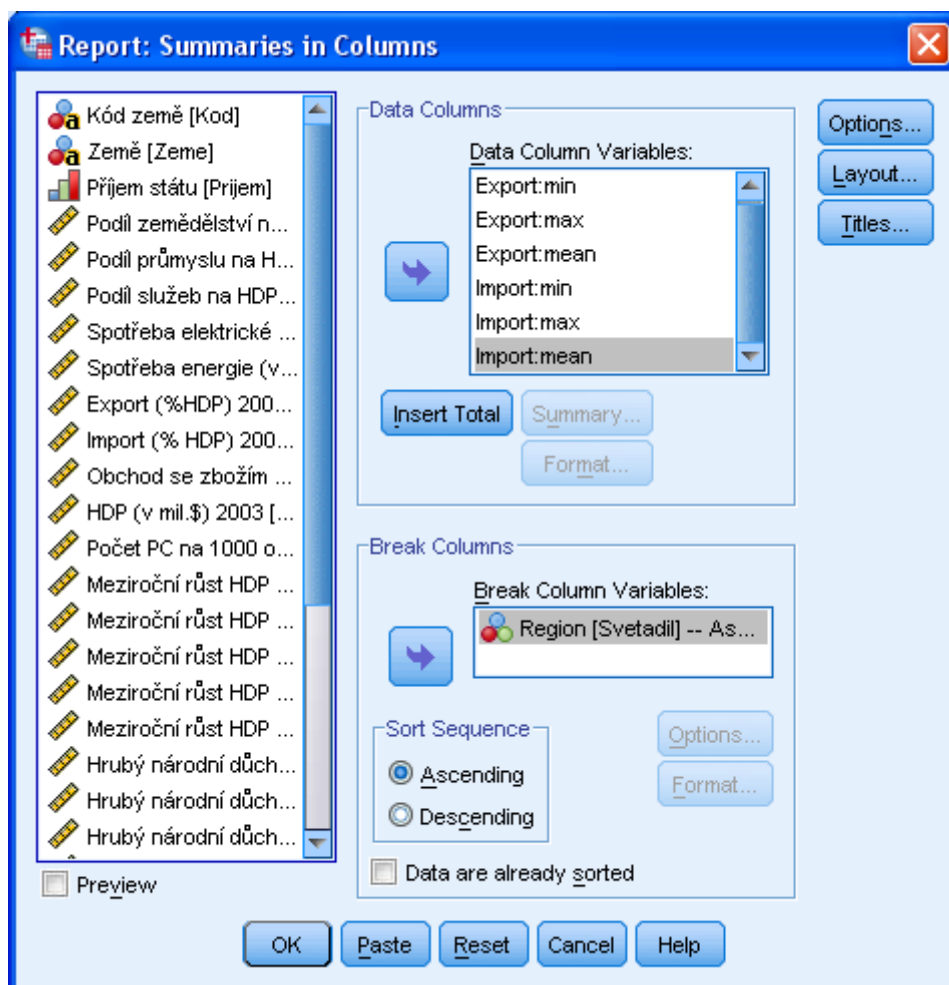 Report: Summaries in Columns
Kód země [Kod]
Země [Zeme]
Příjem státu [Prijem]
Podíl zemědělství n...
Podíl průmyslu na H...
Podíl služeb na HDP...
Spotřeba elektrické ...
Spotřeba energie (v...
Export (%HDP) 200...
Import (% HDP) 200...
Obchod se zbožím ...
HDP (v mil.$) 2003 [...
Počet PC na 1000 o...
Meziroční růst HDP ...
Meziroční růst HDP ...
Meziroční růst HDP ...
Meziroční růst HDP ...
Meziroční růst HDP ...
Hrubý národní důch...
Hrubý národní důch...
Hrubý národní důch...
Preview
Data Columns
Data Column Variables:
Export:min
Export:max
Export:mean
Import:min
Import:max
Import:mean
Insert Total
Summary...
Format...
Break Columns
Break Column Variables:
Region [Svetadil] -- As...
Sort Sequence
Ascending
Descending
Options...
Format...
Data are already sorted
Options...
Layout...
Titles...
OK
Paste
Reset
Cancel
Help